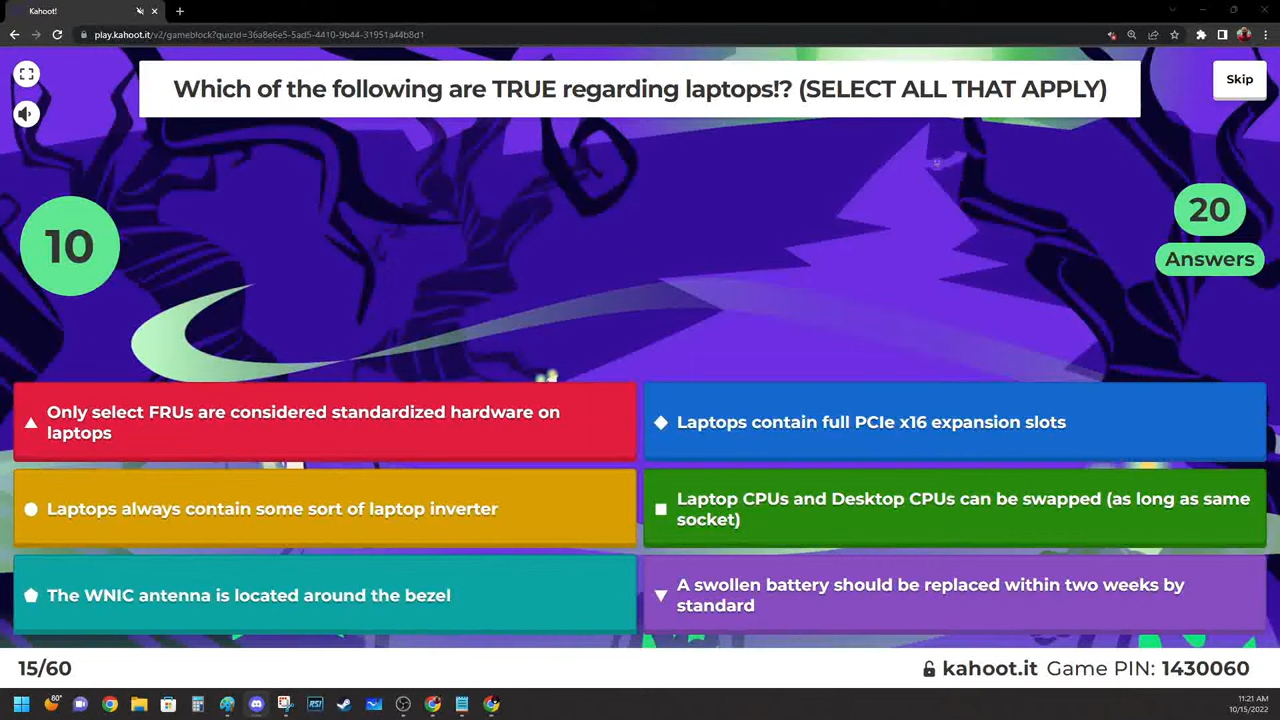 Kahoot!
play.kahoot.it/v2/gameblock?quizId=36a8e6e5-5ad5-4410-9b44-31951a44b8d1
Which of the following are TRUE regarding laptops!? (SELECT ALL THAT APPLY)
Skip
10
20
Answers
Only select FRUs are considered standardized hardware on
laptops
Laptops contain full PCIe x16 expansion slots
Laptops always contain some sort of laptop inverter
Laptop CPUs and Desktop CPUs can be swapped (as long as same
socket)
The WNIC antenna is located around the bezel
A swollen battery should be replaced within two weeks by
standard
15/60
kahoot.it Game PIN: 1430060
80°
RSI
11:21 AM
10/15/2022